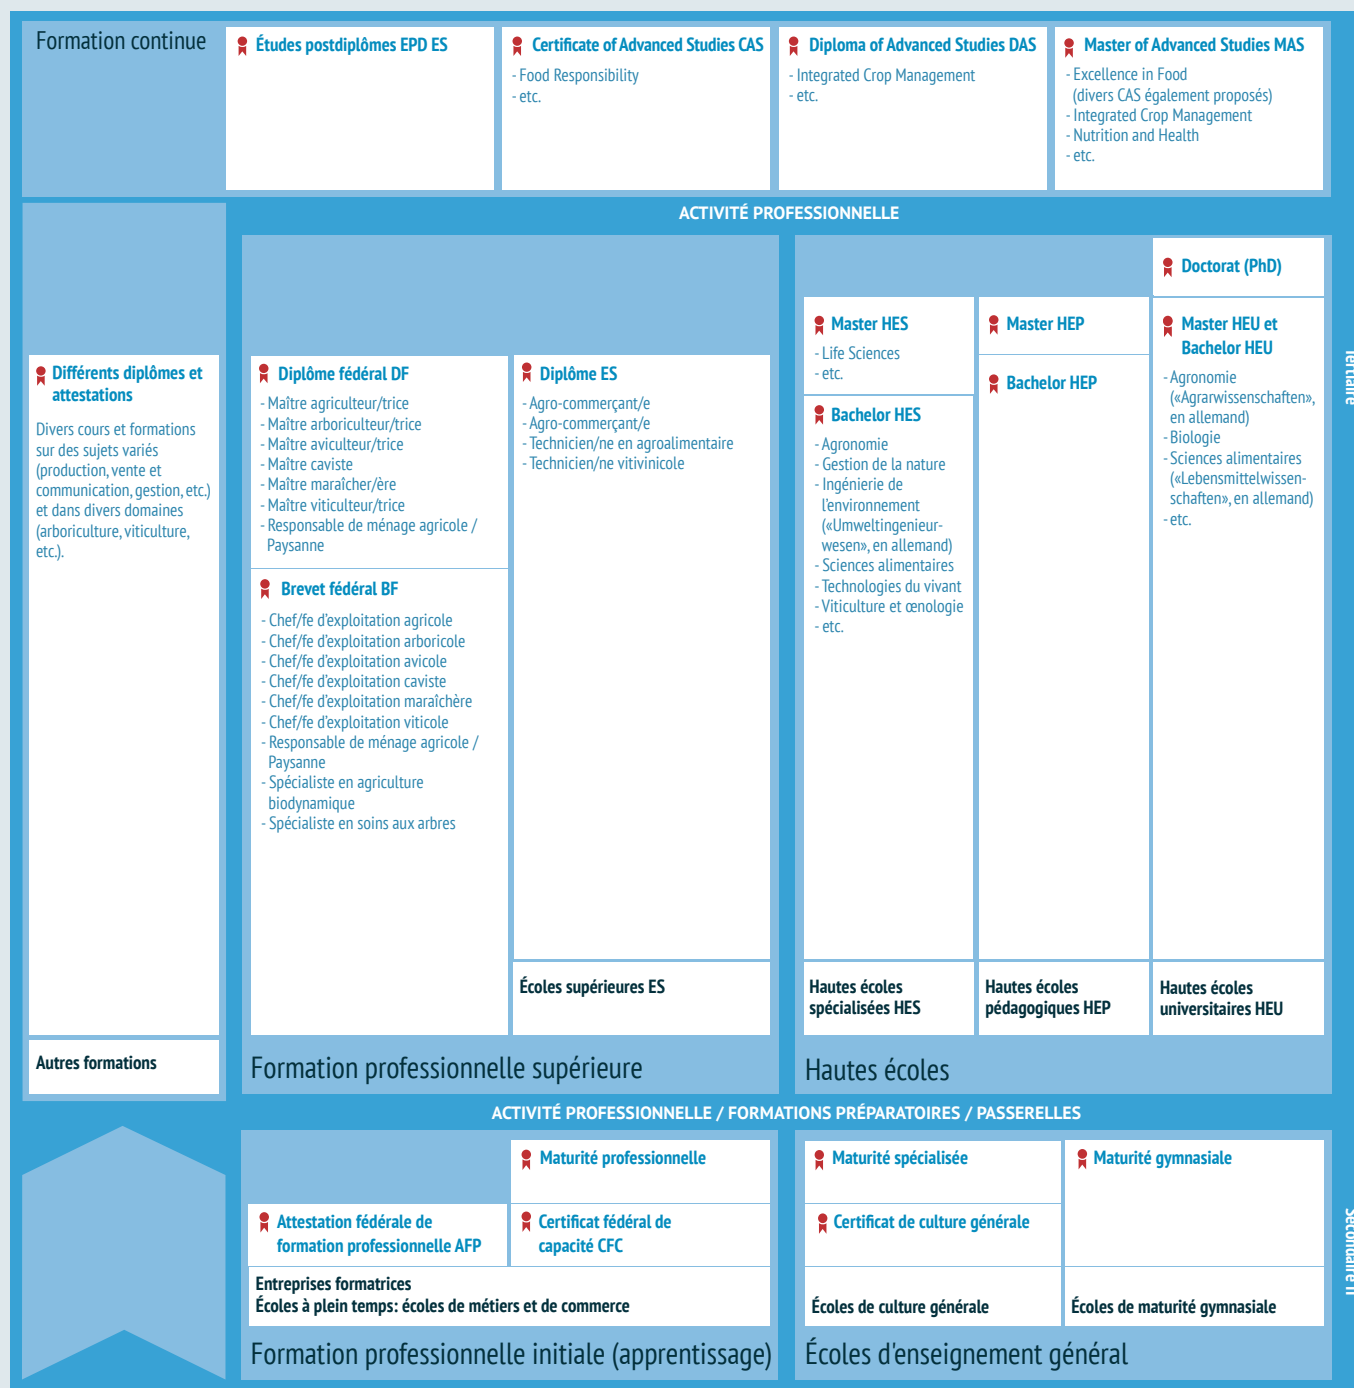 Formation continue
Études postdiplômes EPD ES
Certificate of Advanced Studies CAS
- Food Responsibility
- etc.
Diploma of Advanced Studies DAS
- Integrated Crop Management
- etc.
Master of Advanced Studies MAS
- Excellence in Food
(divers CAS également proposés)
- Integrated Crop Management
- Nutrition and Health
- etc.
ACTIVITÉ PROFESSIONNELLE
Différents diplômes et
attestations
Divers cours et formations
sur des sujets variés
(production, vente et
communication, gestion, etc.)
et dans divers domaines
(arboriculture, viticulture,
etc.).
Autres formations
Diplôme fédéral DF
- Maître agriculteur/trice
- Maître arboriculteur/trice
- Maître aviculteur/trice
- Maître caviste
- Maître maraîcher/ère
- Maître viticulteur/trice
- Responsable de ménage agricole /
Paysanne
Brevet fédéral BF
- Chef/fe d'exploitation agricole
- Chef/fe d'exploitation arboricole
- Chef/fe d'exploitation avicole
- Chef/fe d'exploitation caviste
- Chef/fe d'exploitation maraîchère
- Chef/fe d'exploitation viticole
- Responsable de ménage agricole /
Paysanne
- Spécialiste en agriculture
biodynamique
- Spécialiste en soins aux arbres
Diplôme ES
- Agro-commerçant/e
- Agro-commerçant/e
- Technicien/ne en agroalimentaire
- Technicien/ne vitivinicole
Écoles supérieures ES
Formation professionnelle supérieure
Master HES
- Life Sciences
- etc.
Bachelor HES
- Agronomie
- Gestion de la nature
- Ingénierie de
l'environnement
(«Umweltingenieur-
wesen», en allemand)
- Sciences alimentaires
- Technologies du vivant
- Viticulture et œnologie
- etc.
Hautes écoles
spécialisées HES
Master HEP
Bachelor HEP
Hautes écoles
pédagogiques HEP
Doctorat (PhD)
Master HEU et
Bachelor HEU
- Agronomie
(«Agrarwissenschaften»,
en allemand)
- Biologie
- Sciences alimentaires
(«Lebensmittelwissen-
schaften», en allemand)
- etc.
Hautes écoles
universitaires HEU
Hautes écoles
Tertiaire
ACTIVITÉ PROFESSIONNELLE / FORMATIONS PRÉPARATOIRES / PASSERELLES
Maturité professionnelle
Attestation fédérale de
formation professionnelle AFP
Certificat fédéral de
capacité CFC
Entreprises formatrices
Écoles à plein temps: écoles de métiers et de commerce
Formation professionnelle initiale (apprentissage)
Maturité spécialisée
Certificat de culture générale
Écoles de culture générale
Maturité gymnasiale
Écoles de maturité gymnasiale
Écoles d'enseignement général
Secondaire II